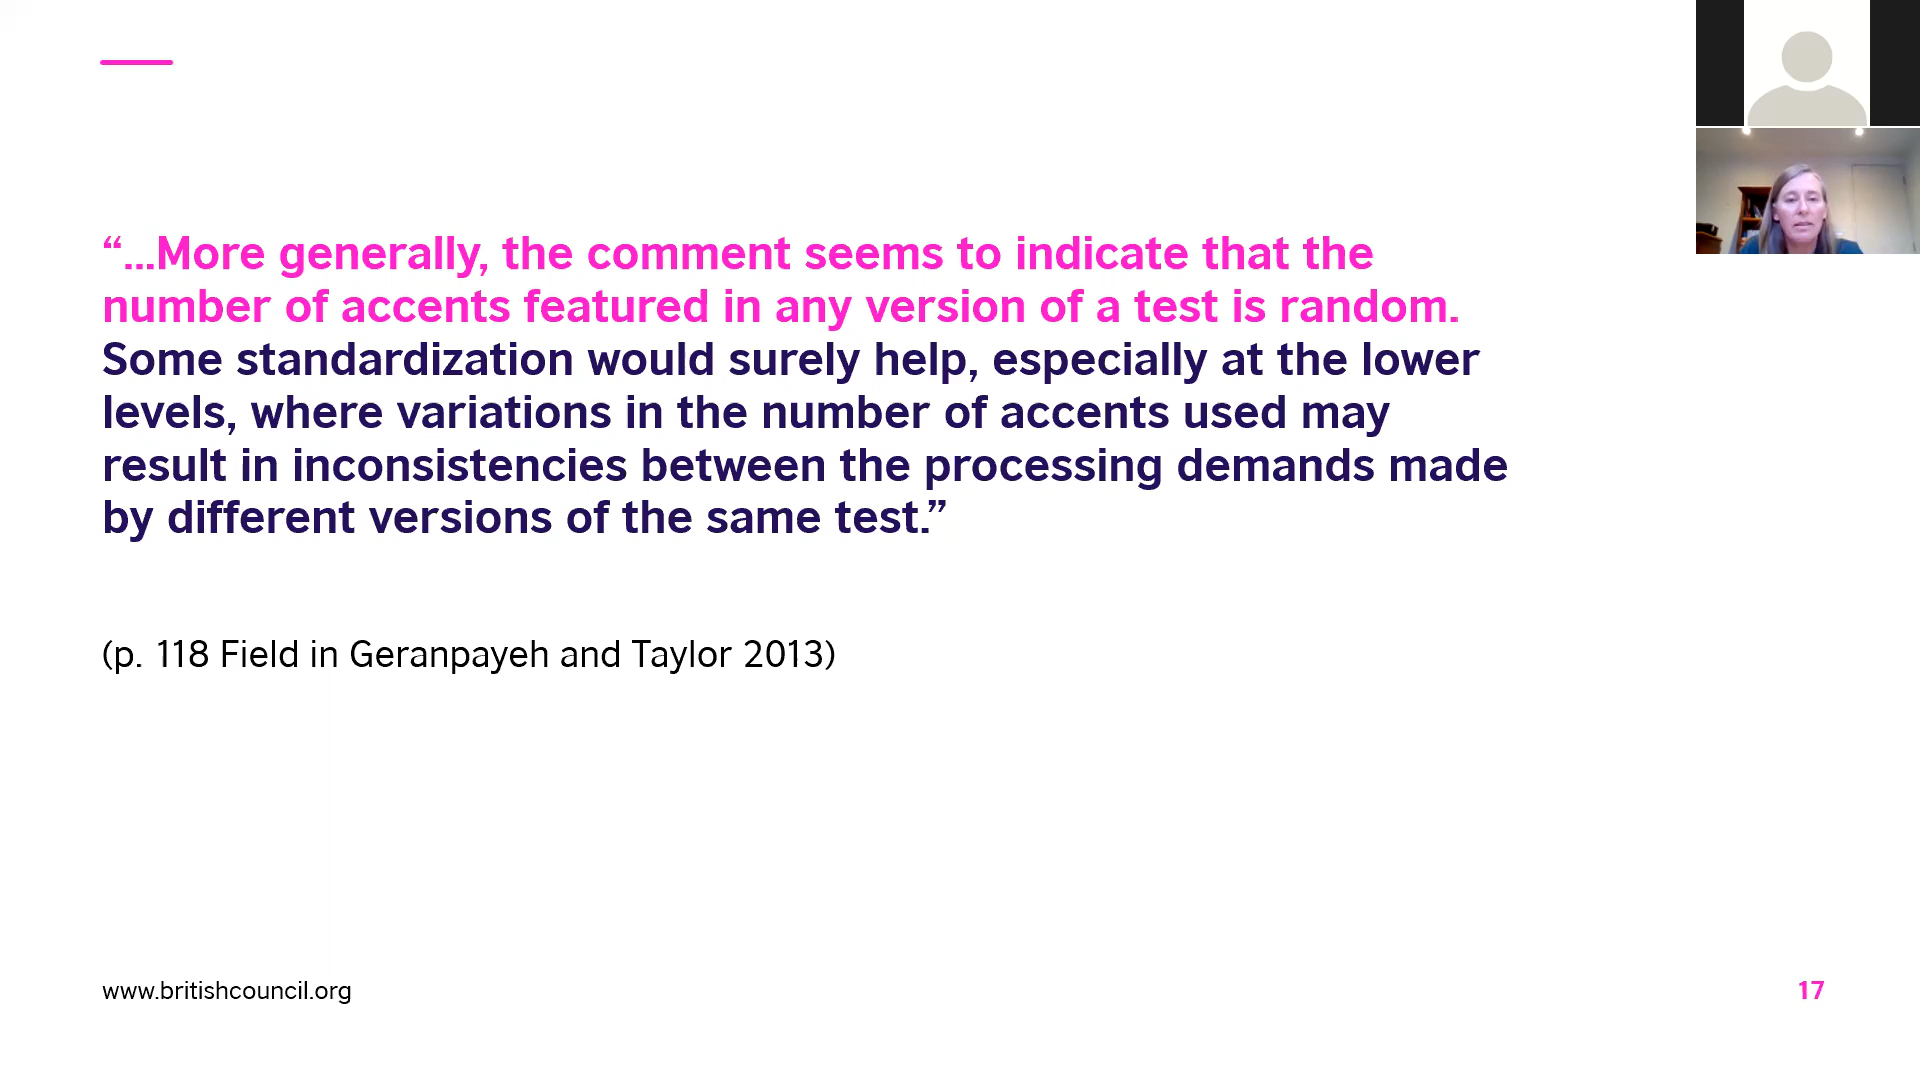 “...More generally, the comment seems to indicate that the
number of accents featured in any version of a test is random.
Some standardization would surely help, especially at the lower
levels, where variations in the number of accents used may
result in inconsistencies between the processing demands made
by different versions of the same test.”
(p. 118 Field in Geranpayeh and Taylor 2013)
www.britishcouncil.org
17